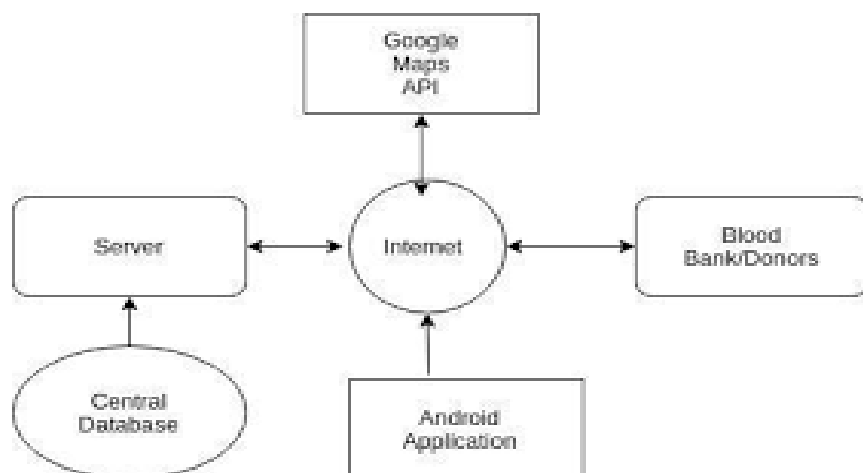 Google
Maps
API
Server
Internet
Blood
Bank/Donors
Central
Database
Android
Application